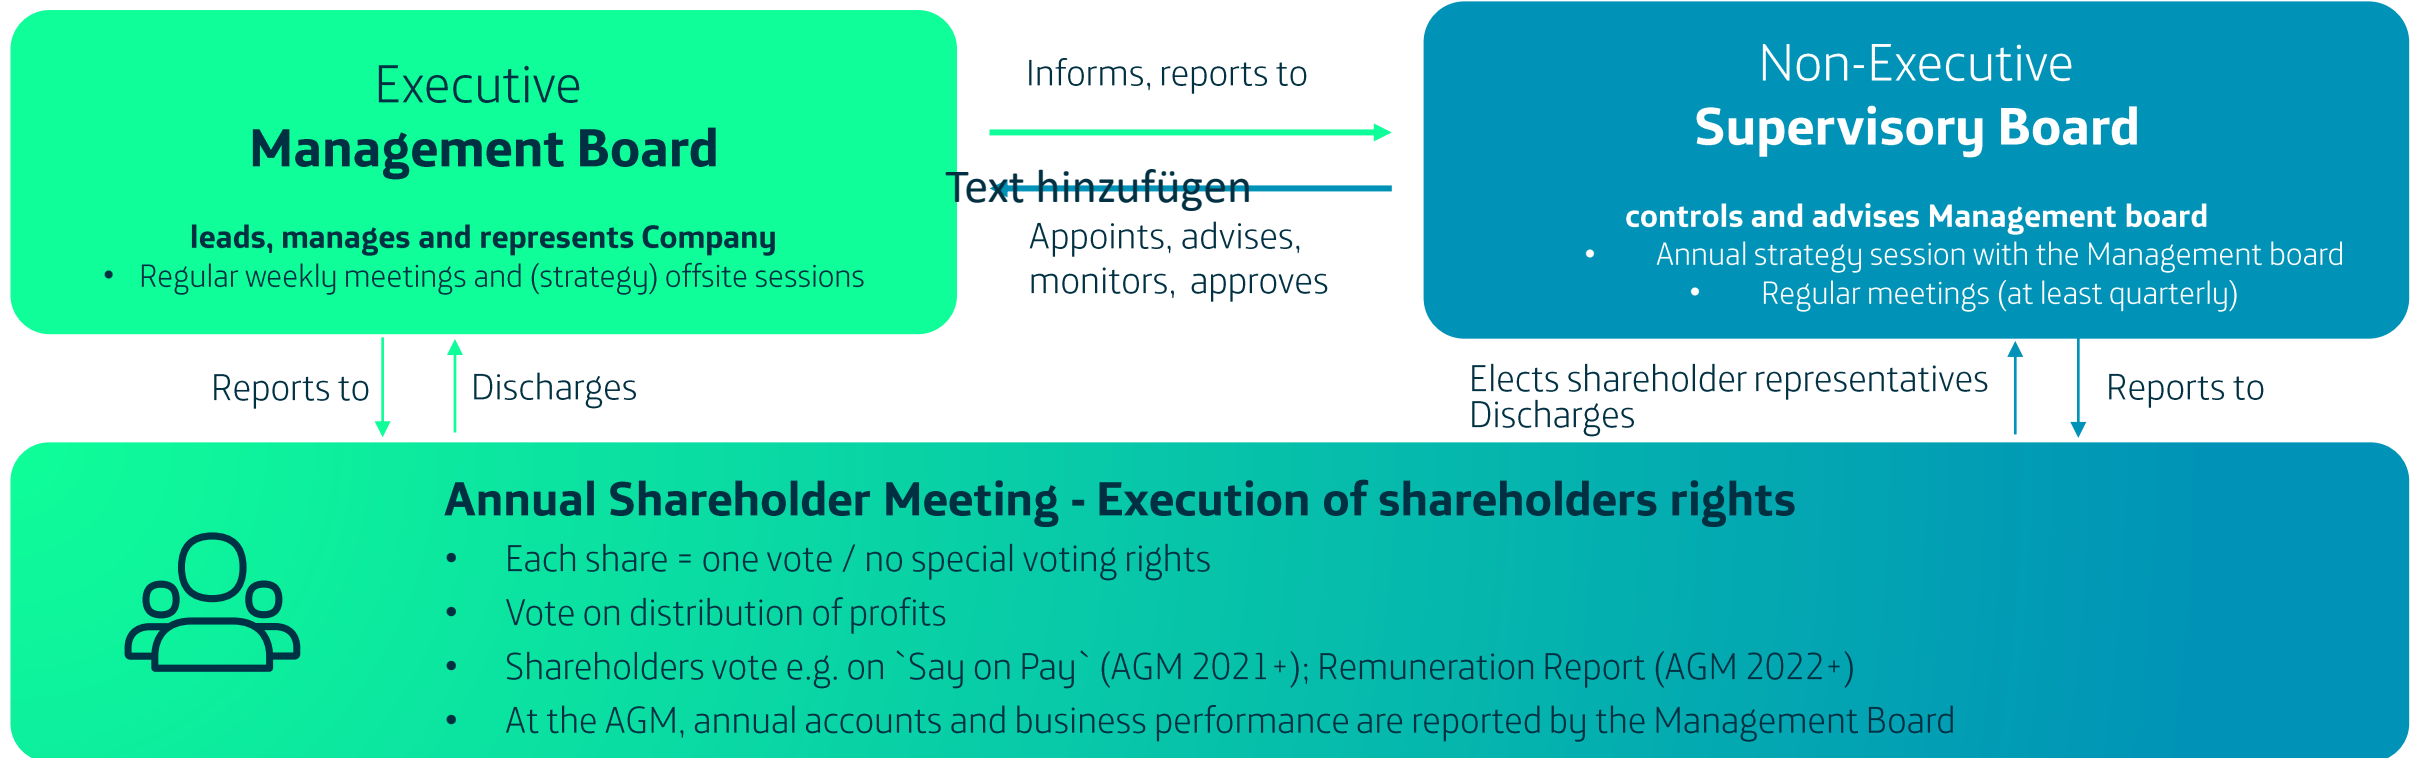 Executive
Management Board
leads, manages and represents Company
• Regular weekly meetings and (strategy) offsite sessions
Informs, reports to
Text hinzufügen
Appoints, advises,
monitors, approves
Non-Executive
Supervisory Board
controls and advises Management board
• Annual strategy session with the Management board
• Regular meetings (at least quarterly)
Reports to
Discharges
Elects shareholder representatives
Discharges
Reports to
Annual Shareholder Meeting - Execution of shareholders rights
• Each share = one vote / no special voting rights
• Vote on distribution of profits
• Shareholders vote e.g. on `Say on Pay` (AGM 2021+); Remuneration Report (AGM 2022+)
• At the AGM, annual accounts and business performance are reported by the Management Board